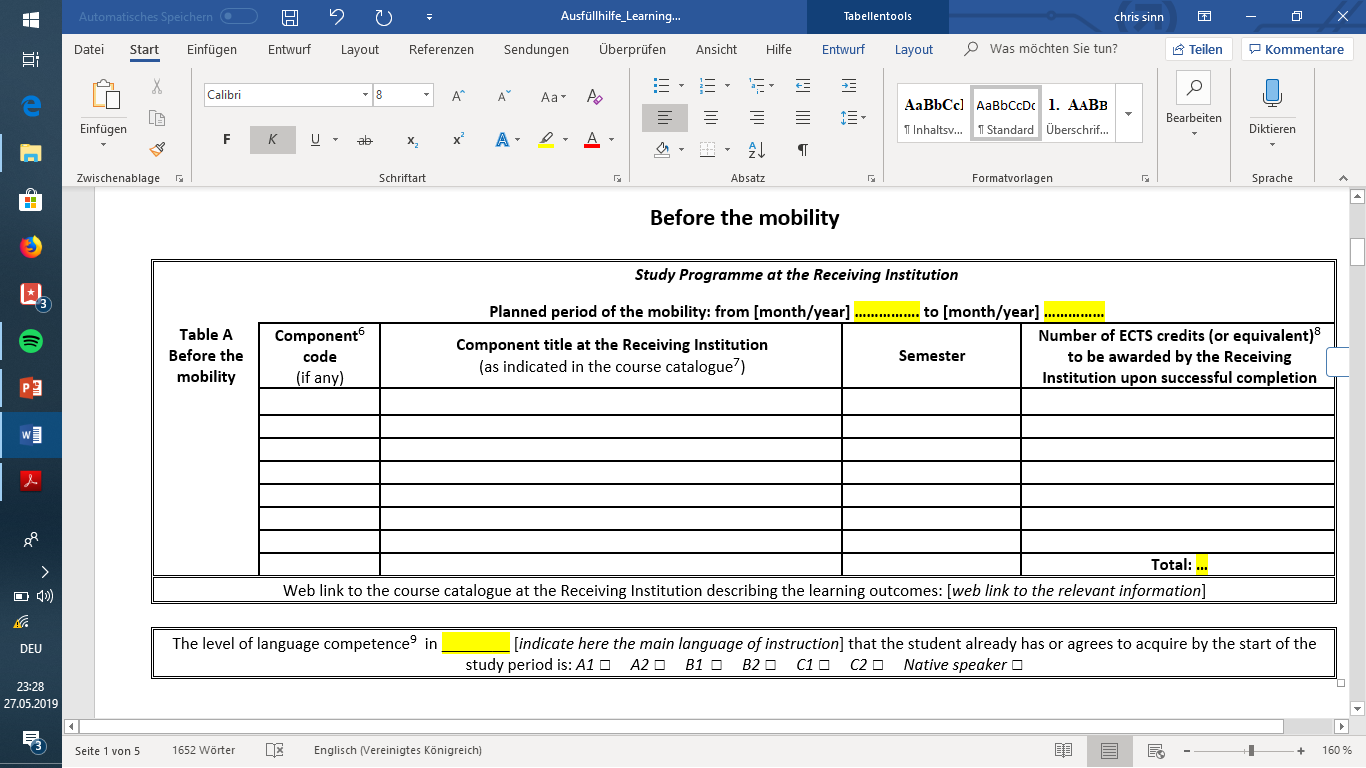 Automatisches Speichern
Ausfüllhilfe_Learning...
Tabellentools
chris sinn
Datei Start Einfügen Entwurf Layout Referenzen Sendungen Überprüfen Ansicht Hilfe Entwurf Layout Was möchten Sie tun? Teilen Kommentare
Calibri 8
AaBbCcI AaBbCcDc 1. AABB
Einfügen
F K U ab x₂ x² A A
¶ Inhaltsv... ¶ Standard Überschrif...
Bearbeiten
Diktieren
Zwischenablage Schriftart Absatz Formatvorlagen Sprache
Before the mobility
Study Programme at the Receiving Institution
Planned period of the mobility: from [month/year] ................ to [month/year] ...............
Table A
Before the
mobility
Component⁶
code
(if any)
Component title at the Receiving Institution
(as indicated in the course catalogue⁷)
Semester
Number of ECTS credits (or equivalent)⁸
to be awarded by the Receiving
Institution upon successful completion
Total: ...
Web link to the course catalogue at the Receiving Institution describing the learning outcomes: [web link to the relevant information]
The level of language competence⁹ in _________ [indicate here the main language of instruction] that the student already has or agrees to acquire by the start of the
study period is: A1 ☐ A2 ☐ B1 ☐ B2 ☐ C1 ☐ C2 ☐ Native speaker ☐
Seite 1 von 5 1652 Wörter Englisch (Vereinigtes Königreich) 160 %
3
DEU
23:28
27.05.2019
3